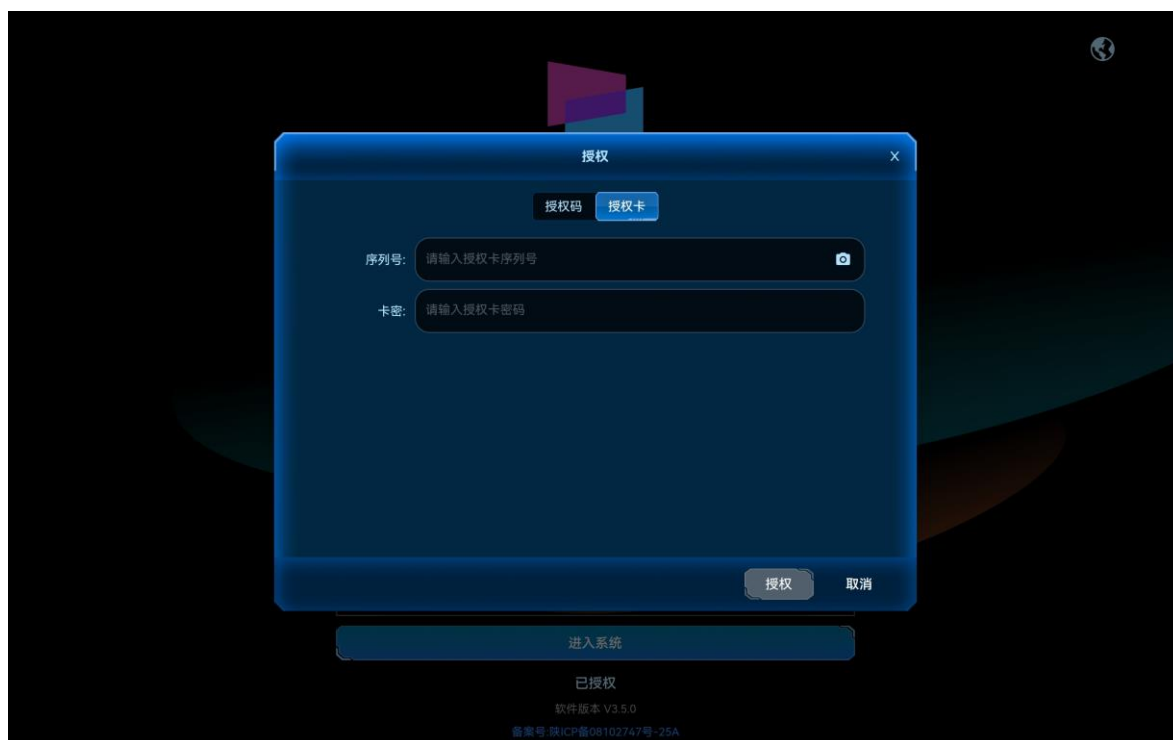 授权 X
授权码 授权卡
序列号: 请输入授权卡序列号
卡密: 请输入授权卡密码
授权 取消
进入系统
已授权
软件版本 V3.5.0
备案号:陕ICP备08102747号-25A